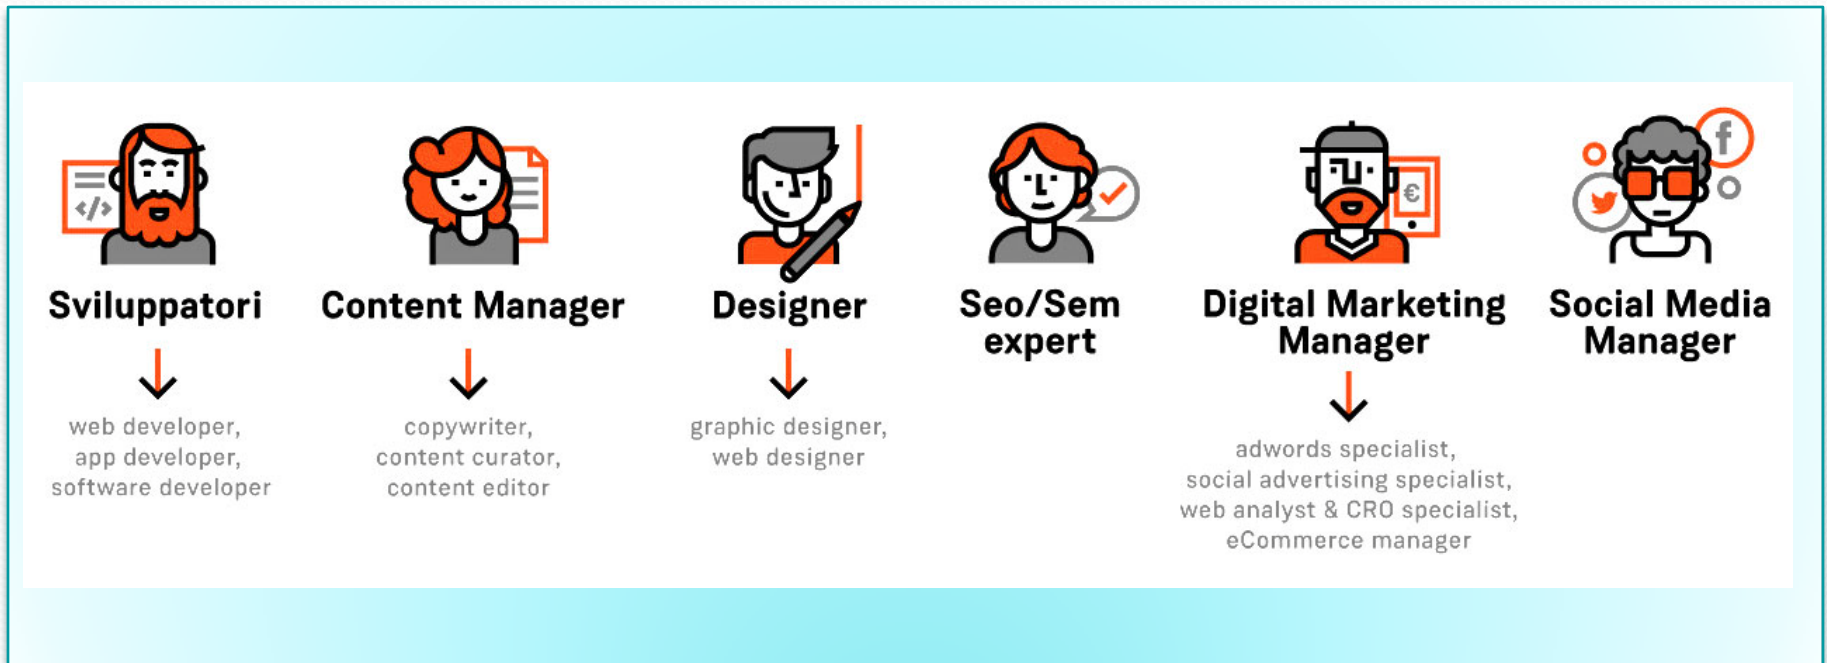 </>
€
f
Sviluppatori
web developer,
app developer,
software developer
Content Manager
copywriter,
content curator,
content editor
Designer
graphic designer,
web designer
Seo/Sem
expert
Digital Marketing
Manager
adwords specialist,
social advertising specialist,
web analyst & CRO specialist,
eCommerce manager
Social Media
Manager